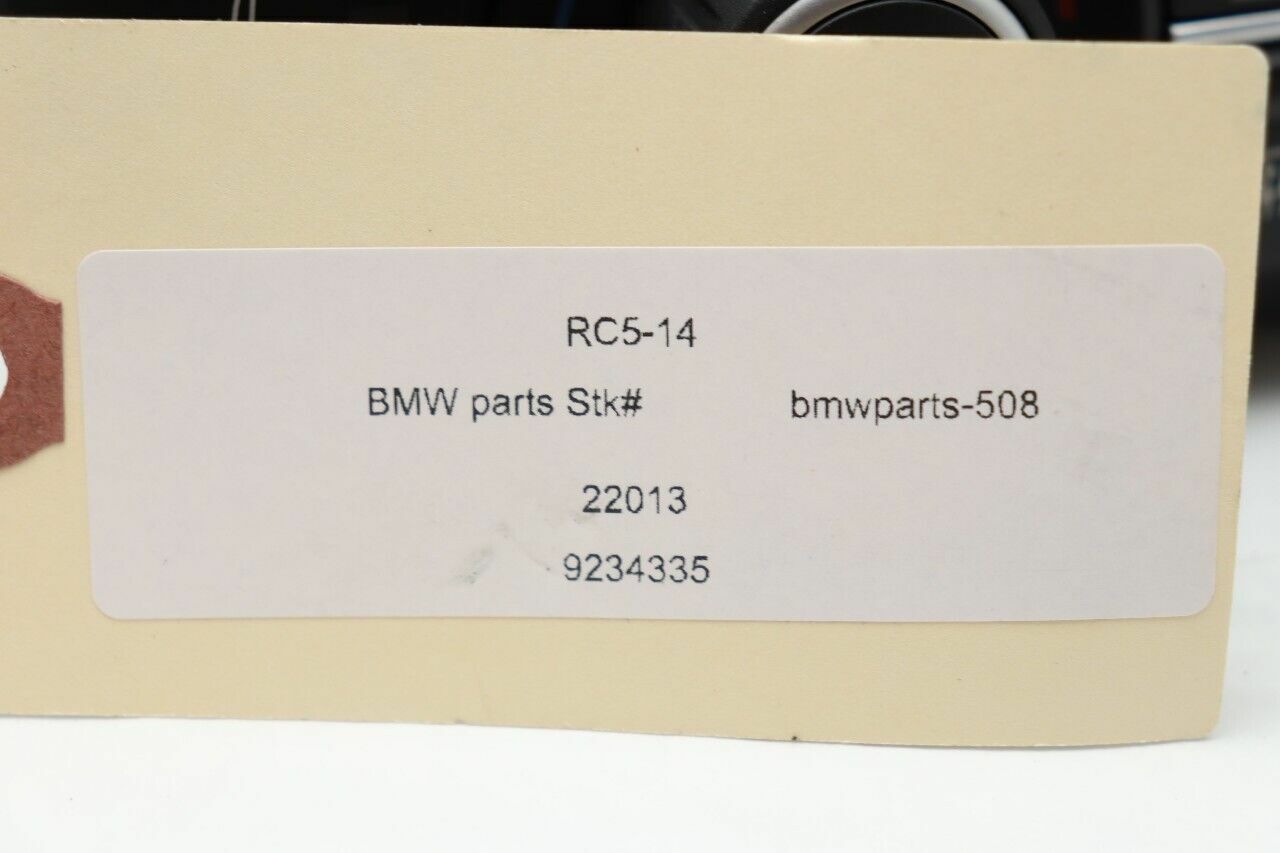 RC5-14
BMW parts Stk# bmwparts-508
22013
9234335